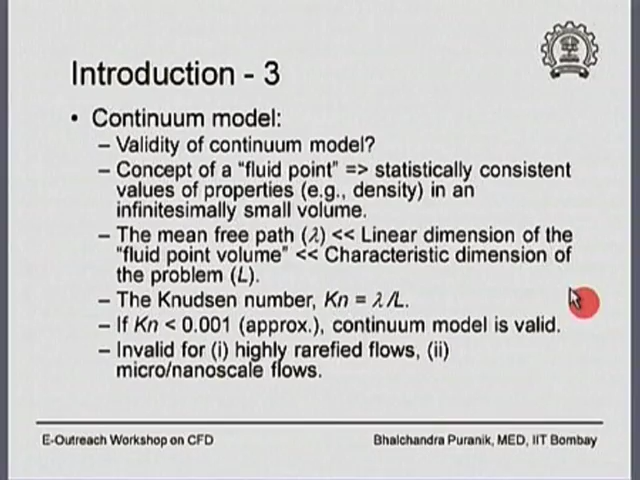 Introduction - 3
• Continuum model:
– Validity of continuum model?
– Concept of a "fluid point" => statistically consistent
values of properties (e.g., density) in an
infinitesimally small volume.
– The mean free path (λ) << Linear dimension of the
"fluid point volume" << Characteristic dimension of
the problem (L).
– The Knudsen number, Kn = λ/L.
– If Kn < 0.001 (approx.), continuum model is valid.
– Invalid for (i) highly rarefied flows, (ii)
micro/nanoscale flows.
E-Outreach Workshop on CFD
Bhalchandra Puranik, MED, IIT Bombay